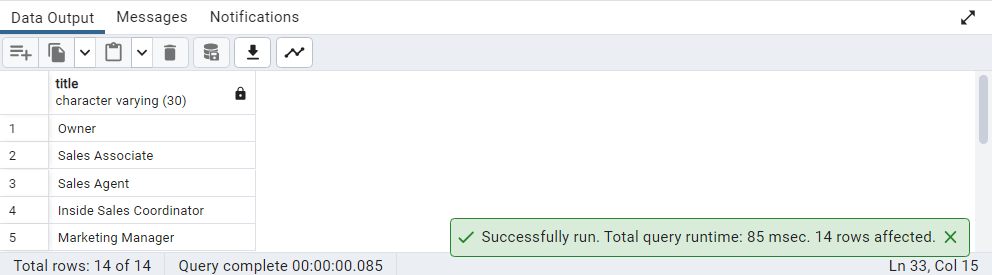 Data Output Messages Notifications
title
character varying (30)
1 Owner
2 Sales Associate
3 Sales Agent
4 Inside Sales Coordinator
5 Marketing Manager
Successfully run. Total query runtime: 85 msec. 14 rows affected.
Total rows: 14 of 14 Query complete 00:00:00.085 Ln 33, Col 15